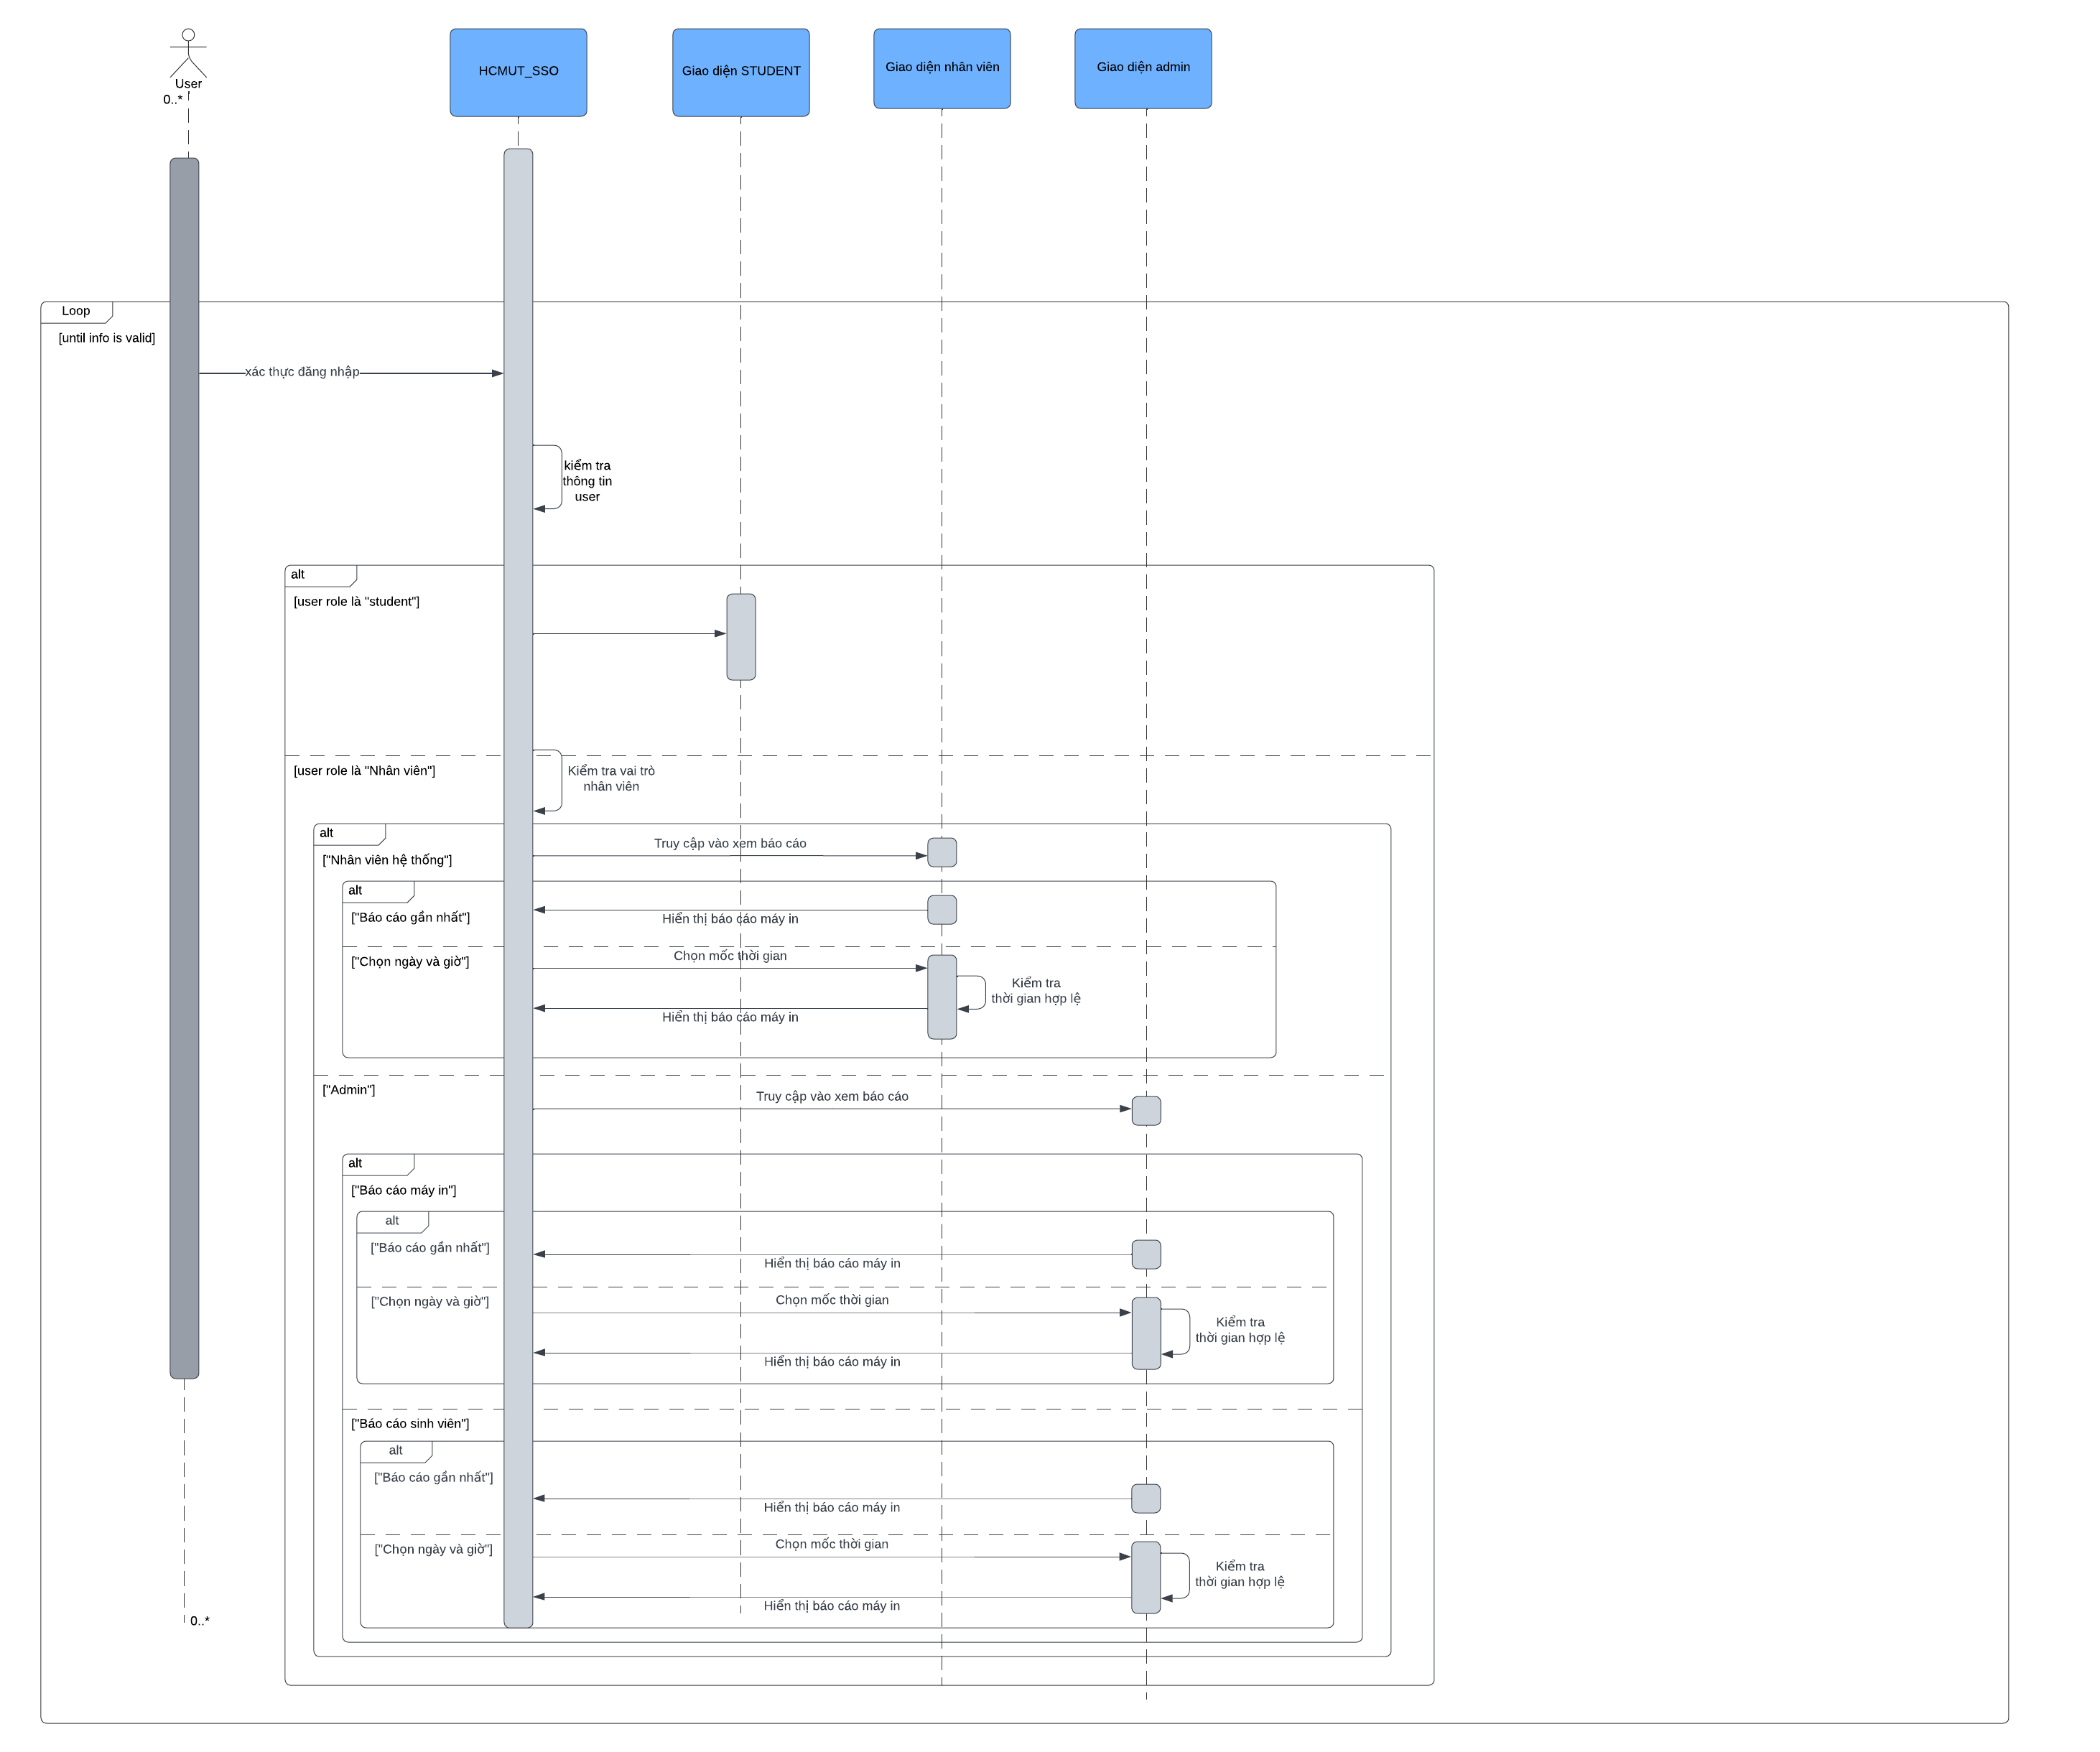 User
0..*
HCMUT_SSO
Giao diện STUDENT
Giao diện nhân viên
Giao diện admin
Loop
[until info is valid]
xác thực đăng nhập
kiểm tra
thông tin
user
alt
[user role là "student"]
[user role là "Nhân viên"]
Kiểm tra vai trò
nhân viên
alt
["Nhân viên hệ thống"]
Truy cập vào xem báo cáo
alt
["Báo cáo gần nhất"]
Hiển thị báo cáo máy in
["Chọn ngày và giờ"]
Chọn mốc thời gian
Kiểm tra
thời gian hợp lệ
Hiển thị báo cáo máy in
["Admin"]
Truy cập vào xem báo cáo
alt
["Báo cáo máy in"]
alt
["Báo cáo gần nhất"]
Hiển thị báo cáo máy in
["Chọn ngày và giờ"]
Chọn mốc thời gian
Kiểm tra
thời gian hợp lệ
Hiển thị báo cáo máy in
["Báo cáo sinh viên"]
alt
["Báo cáo gần nhất"]
Hiển thị báo cáo máy in
["Chọn ngày và giờ"]
Chọn mốc thời gian
Kiểm tra
thời gian hợp lệ
Hiển thị báo cáo máy in
0..*